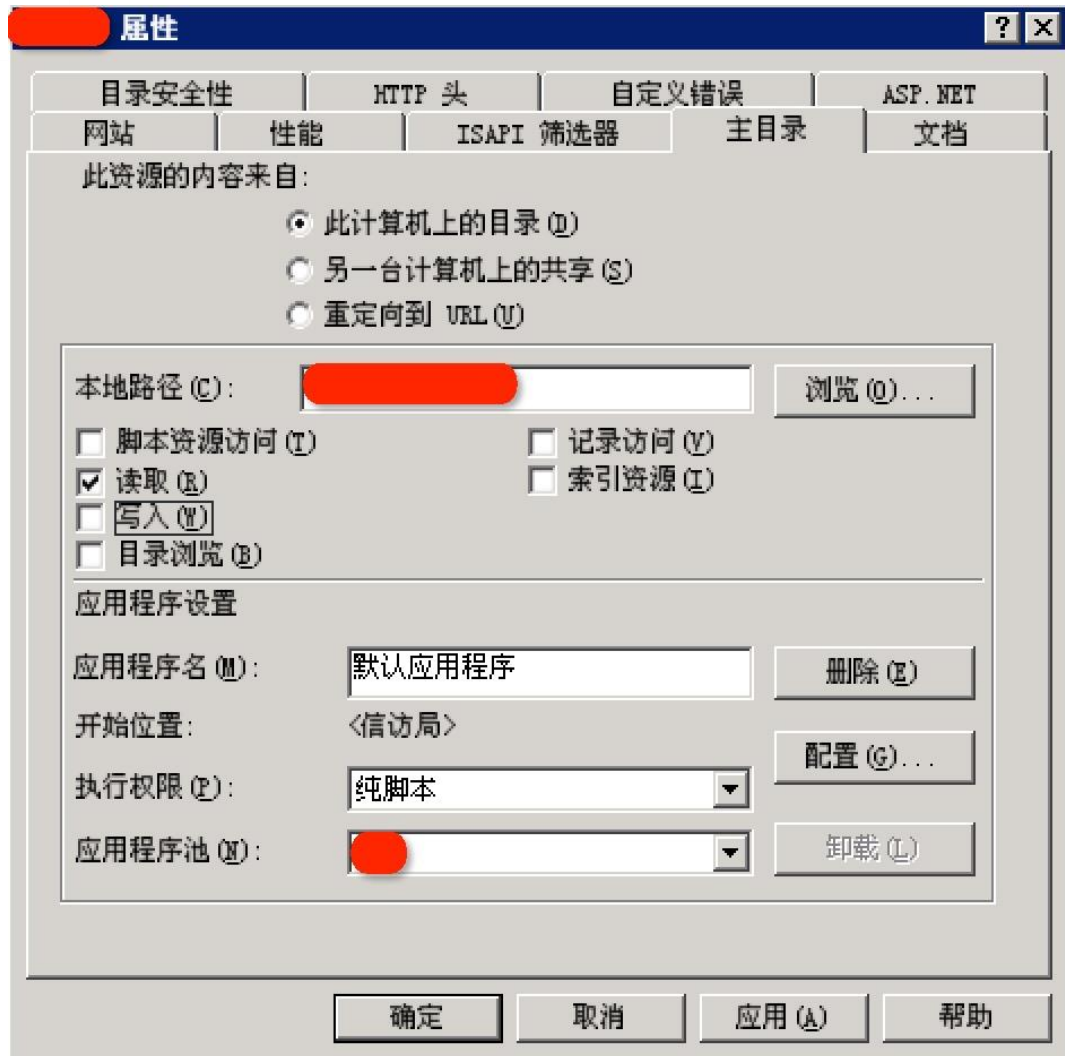 属性
目录安全性 HTTP 头 自定义错误 ASP.NET
网站 性能 ISAPI 筛选器 主目录 文档
此资源的内容来自:
此计算机上的目录(D)
另一台计算机上的共享(S)
重定向到 URL(U)
本地路径(C): 浏览(O)...
脚本资源访问(T) 记录访问(V)
读取(R) 索引资源(I)
写入(W)
目录浏览(B)
应用程序设置
应用程序名(M): 默认应用程序 删除(E)
开始位置: <信访局>
配置(G)...
执行权限(P): 纯脚本
应用程序池(N): 卸载(L)
确定 取消 应用(A) 帮助